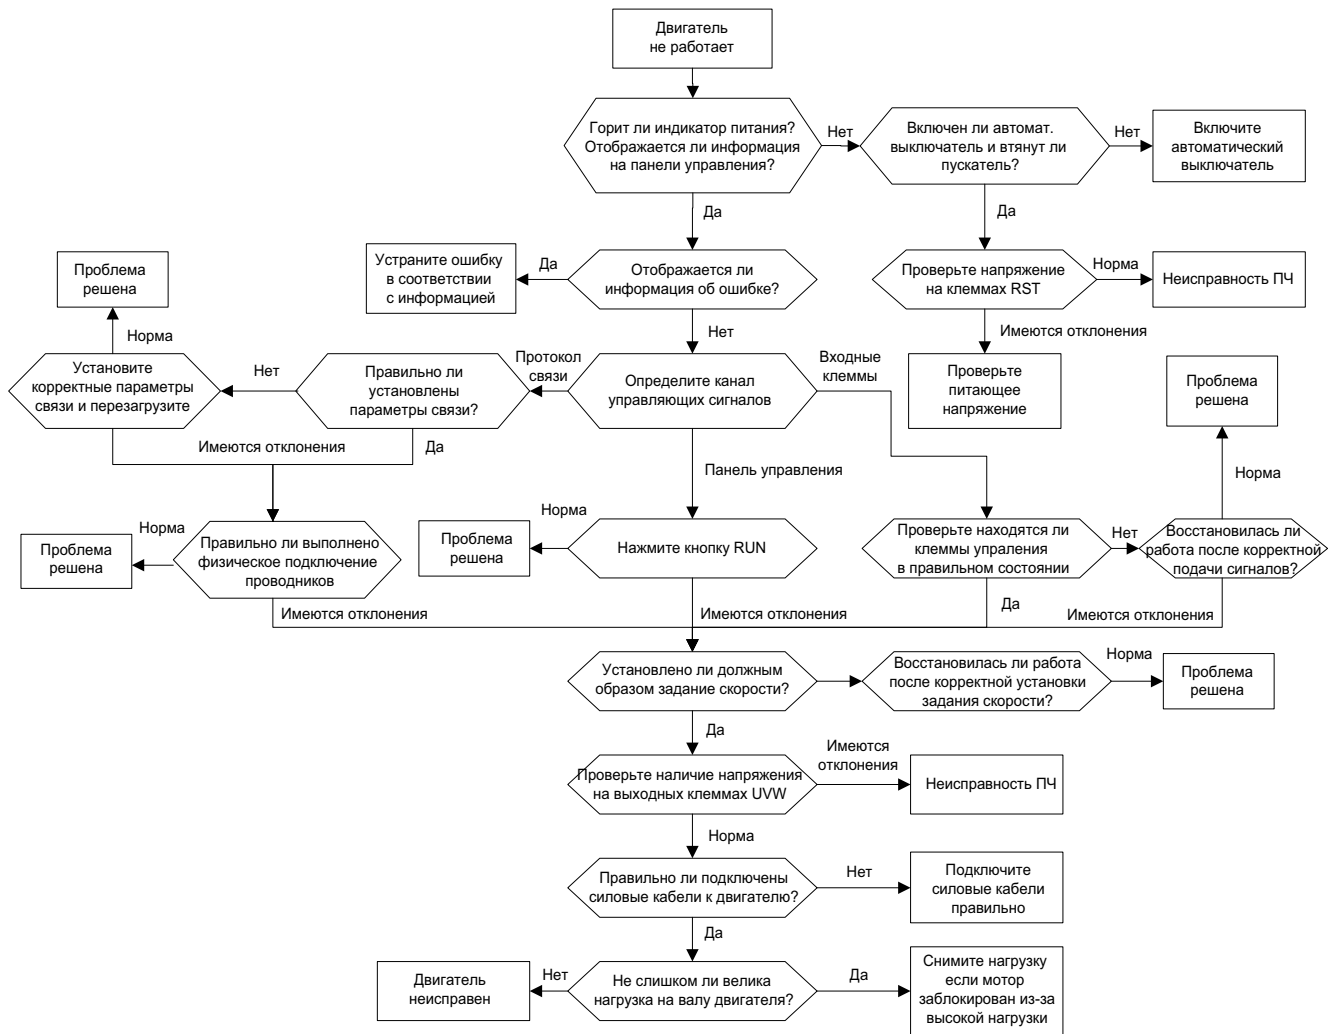 Двигатель
не работает
Горит ли индикатор питания?
Отображается ли информация
на панели управления?
Нет
Включен ли автомат.
выключатель и втянут ли
пускатель?
Нет
Включите
автоматический
выключатель
Да
Да
Проблема
решена
Устраните ошибку
в соответствии
с информацией
Да
Отображается ли
информация об ошибке?
Проверьте напряжение
на клеммах RST
Норма
Неисправность ПЧ
Норма
Нет
Имеются отклонения
Установите
корректные параметры
связи и перезагрузите
Нет
Правильно ли
установлены
параметры связи?
Протокол
связи
Определите канал
управляющих сигналов
Входные
клеммы
Проверьте
питающее
напряжение
Проблема
решена
Имеются отклонения
Да
Панель управления
Норма
Проблема
решена
Норма
Правильно ли выполнено
физическое подключение
проводников
Проблема
решена
Норма
Нажмите кнопку RUN
Проверьте находятся ли
клеммы упраления
в правильном состоянии
Нет
Восстановилась ли
работа после корректной
подачи сигналов?
Имеются отклонения
Имеются отклонения
Да
Имеются отклонения
Установлено ли должным
образом задание скорости?
Восстановилась ли работа
после корректной установки
задания скорости?
Норма
Проблема
решена
Да
Проверьте наличие напряжения
на выходных клеммах UVW
Имеются
отклонения
Неисправность ПЧ
Норма
Правильно ли подключены
силовые кабели к двигателю?
Нет
Подключите
силовые кабели
правильно
Да
Двигатель
неисправен
Нет
Не слишком ли велика
нагрузка на валу двигателя?
Да
Снимите нагрузку
если мотор
заблокирован из-за
высокой нагрузки